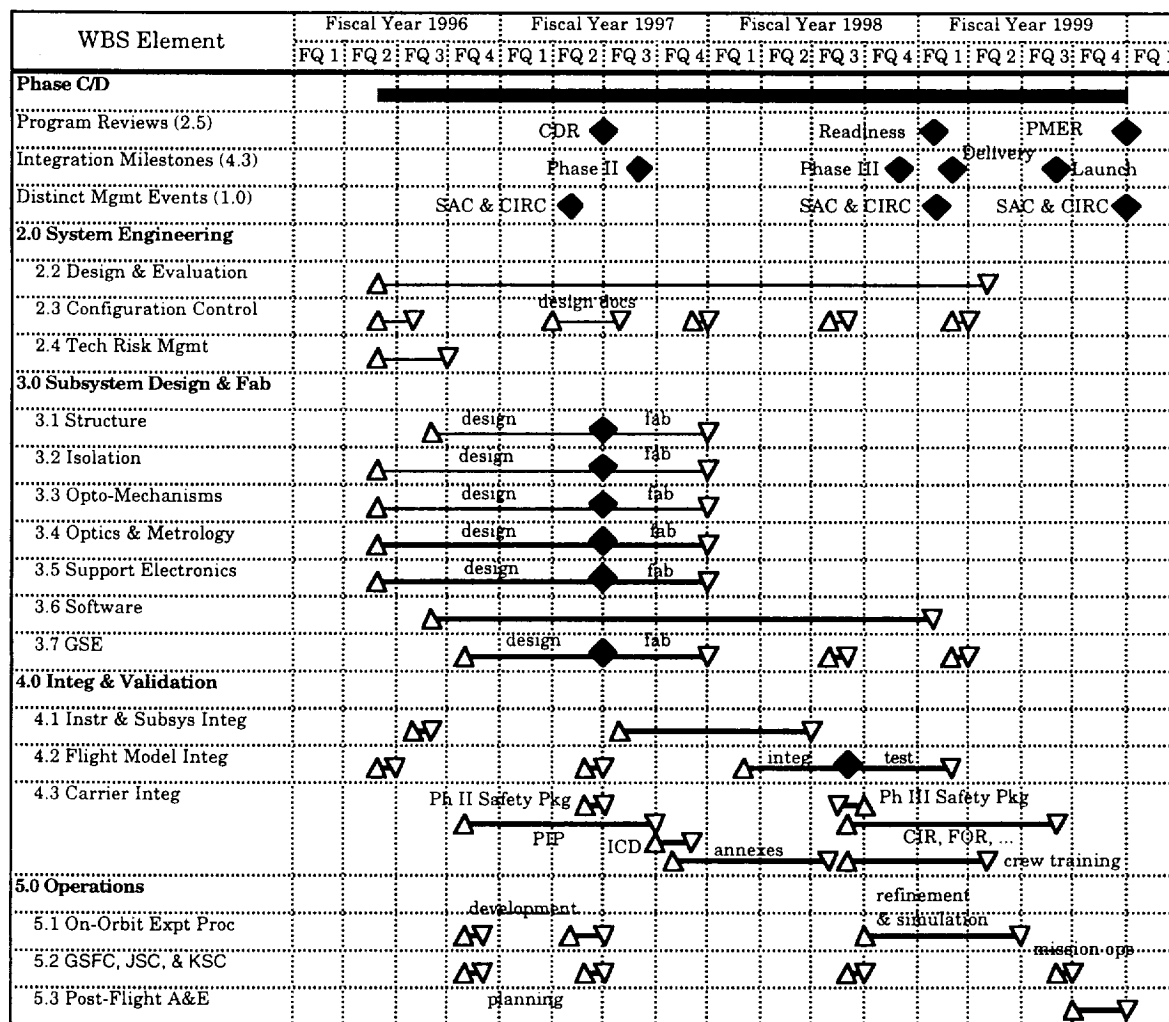 WBS Element
Fiscal Year 1996 Fiscal Year 1997 Fiscal Year 1998 Fiscal Year 1999
FQ 1 FQ 2 FQ 3 FQ 4 FQ 1 FQ 2 FQ 3 FQ 4 FQ 1 FQ 2 FQ 3 FQ 4 FQ 1 FQ 2 FQ 3 FQ 4 FQ 1
Phase C/D
Program Reviews (2.5) CDR Readiness PMER
Delivery
Integration Milestones (4.3) Phase II Phase III Launch
Distinct Mgmt Events (1.0) SAC & CIRC SAC & CIRC SAC & CIRC
2.0 System Engineering
2.2 Design & Evaluation
2.3 Configuration Control design docs
2.4 Tech Risk Mgmt
3.0 Subsystem Design & Fab
3.1 Structure design fab
3.2 Isolation design fab
3.3 Opto-Mechanisms design fab
3.4 Optics & Metrology design fab
3.5 Support Electronics design fab
3.6 Software
3.7 GSE design fab
4.0 Integ & Validation
4.1 Instr & Subsys Integ
4.2 Flight Model Integ integ test
4.3 Carrier Integ Ph II Safety Pkg Ph III Safety Pkg
PIP ICD CIR, FOR, ...
annexes crew training
5.0 Operations
refinement
development
5.1 On-Orbit Expt Proc & simulation
mission ops
5.2 GSFC, JSC, & KSC
5.3 Post-Flight A&E planning